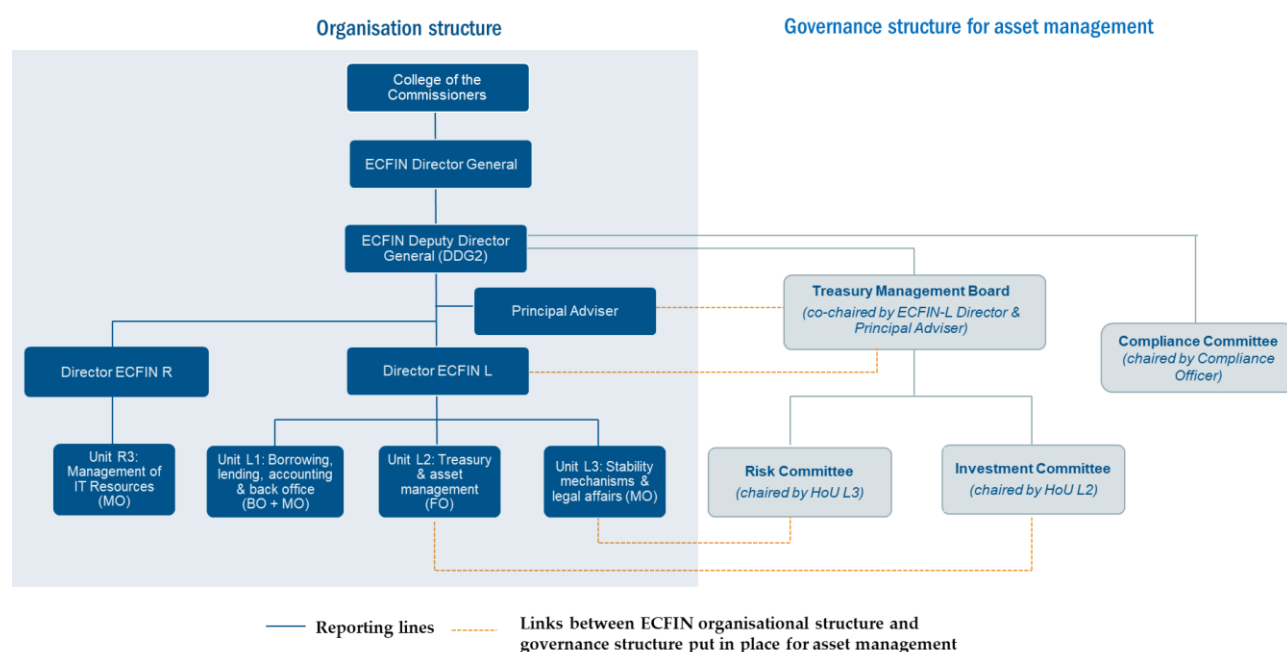 Organisation structure
Governance structure for asset management
College of the
Commissioners
ECFIN Director General
ECFIN Deputy Director
General (DDG2)
Principal Adviser
Treasury Management Board
(co-chaired by ECFIN-L Director &
Principal Adviser)
Compliance Committee
(chaired by Compliance
Officer)
Director ECFIN R
Director ECFIN L
Unit R3:
Management of
IT Resources
(MO)
Unit L1: Borrowing,
lending, accounting
& back office
(BO + MO)
Unit L2: Treasury
& asset
management
(FO)
Unit L3: Stability
mechanisms &
legal affairs (MO)
Risk Committee
(chaired by HoU L3)
Investment Committee
(chaired by HoU L2)
Reporting lines
Links between ECFIN organisational structure and
governance structure put in place for asset management